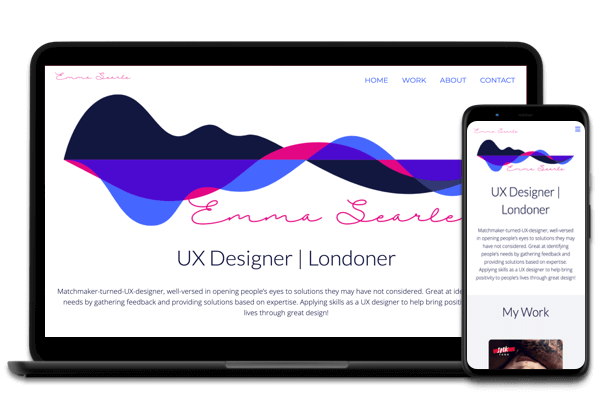 Emma Searle
HOME WORK ABOUT CONTACT
Emma Searle
UX Designer | Londoner
Matchmaker-turned-UX-designer, well-versed in opening people's eyes to solutions they may have not considered. Great at
needs by gathering feedback and providing solutions based on expertise. Applying skills as a UX designer to help bring
lives through great design!
Emma Searle
Emma Searle
UX Designer |
Londoner
Matchmaker-turned-UX-designer, well-versed
in opening people's eyes to solutions they may
have not considered. Great at identifying
people's needs by gathering feedback and
providing solutions based on expertise.
Applying skills as a UX designer to help bring
positivity to people's lives through great design!
My Work